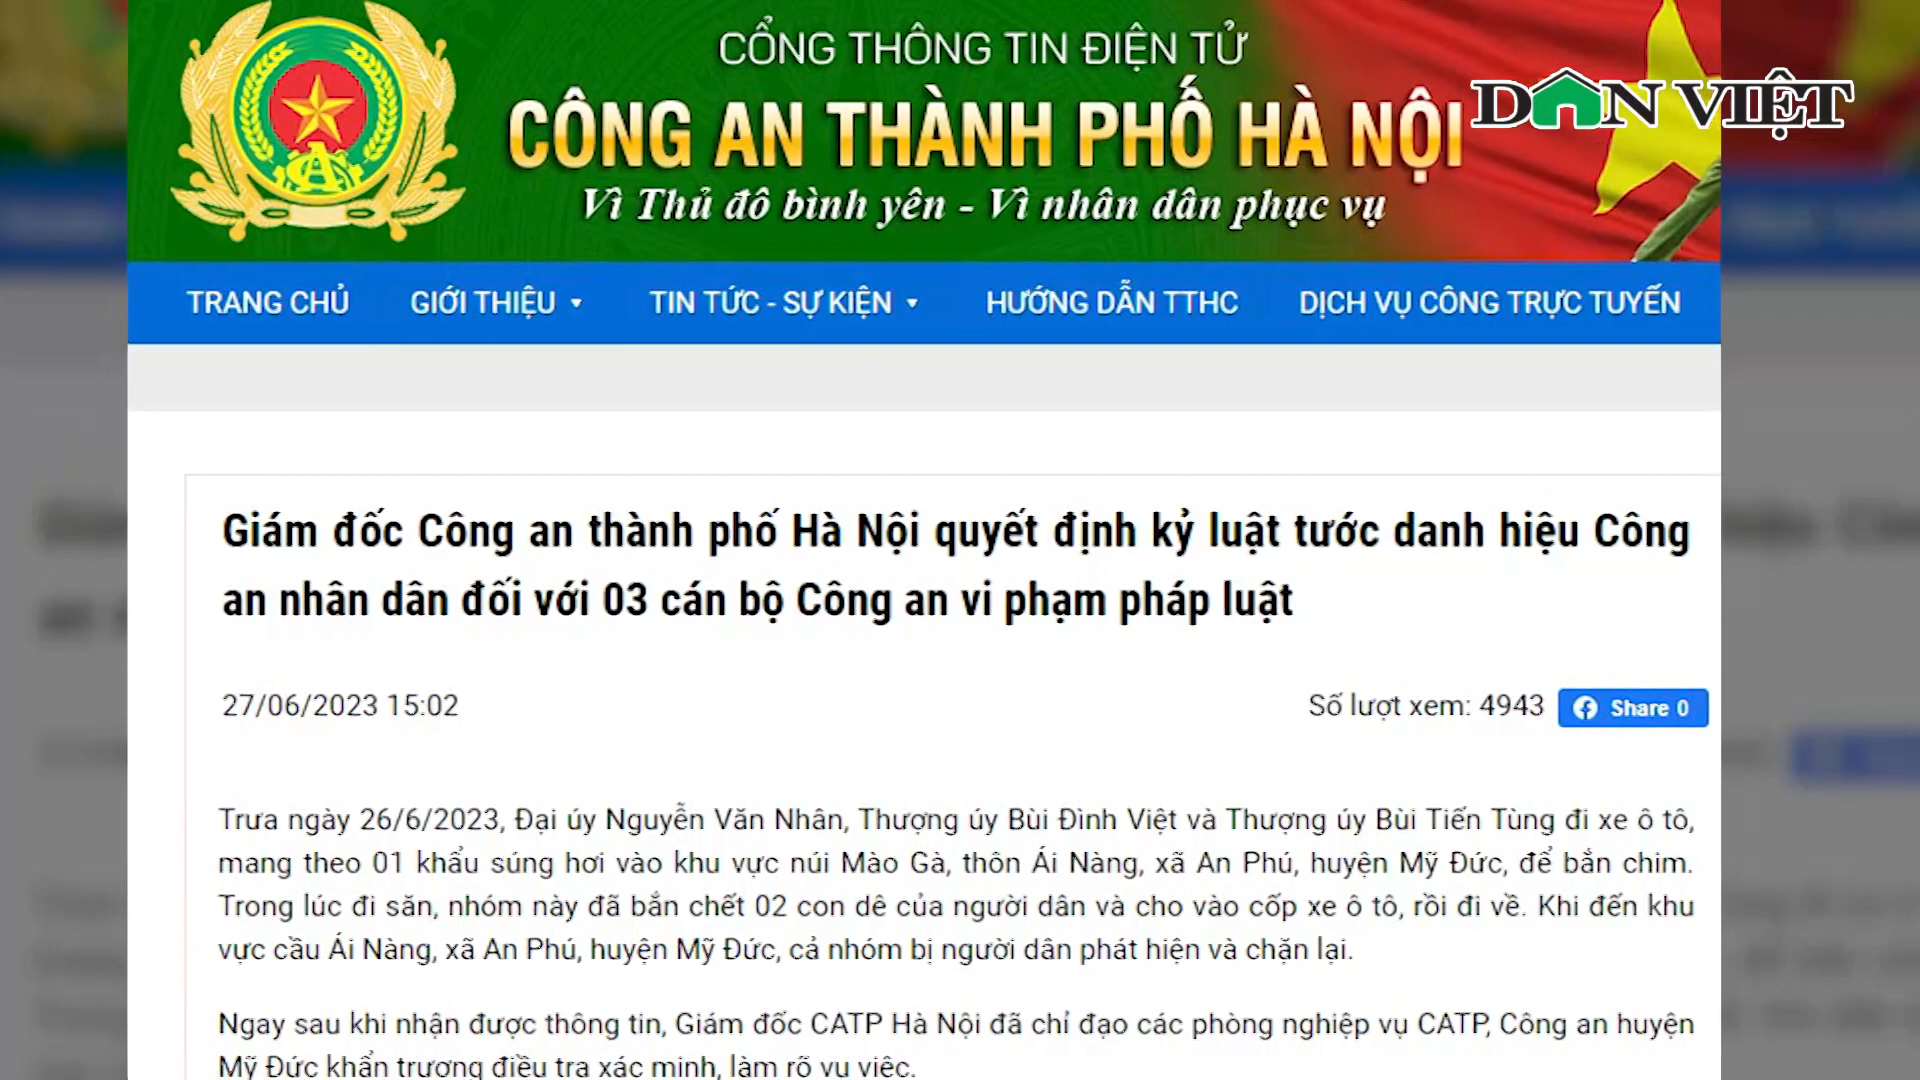 CỔNG THÔNG TIN ĐIỆN TỬ
CÔNG AN THÀNH PHỐ HÀ NỘI
Vì Thủ đô bình yên - Vì nhân dân phục vụ
DÂN VIỆT
TRANG CHỦ GIỚI THIỆU TIN TỨC - SỰ KIỆN HƯỚNG DẪN TTHC DỊCH VỤ CÔNG TRỰC TUYẾN
Giám đốc Công an thành phố Hà Nội quyết định kỷ luật tước danh hiệu Công
an nhân dân đối với 03 cán bộ Công an vi phạm pháp luật
27/06/2023 15:02 Số lượt xem: 4943 Share 0
Trưa ngày 26/6/2023, Đại úy Nguyễn Văn Nhân, Thượng úy Bùi Đình Việt và Thượng úy Bùi Tiến Tùng đi xe ô tô,
mang theo 01 khẩu súng hơi vào khu vực núi Mào Gà, thôn Ái Nàng, xã An Phú, huyện Mỹ Đức, để bắn chim.
Trong lúc đi săn, nhóm này đã bắn chết 02 con dê của người dân và cho vào cốp xe ô tô, rồi đi về. Khi đến khu
vực cầu Ái Nàng, xã An Phú, huyện Mỹ Đức, cả nhóm bị người dân phát hiện và chặn lại.
Ngay sau khi nhận được thông tin, Giám đốc CATP Hà Nội đã chỉ đạo các phòng nghiệp vụ CATP, Công an huyện
Mỹ Đức khẩn trương điều tra xác minh, làm rõ vụ việc.